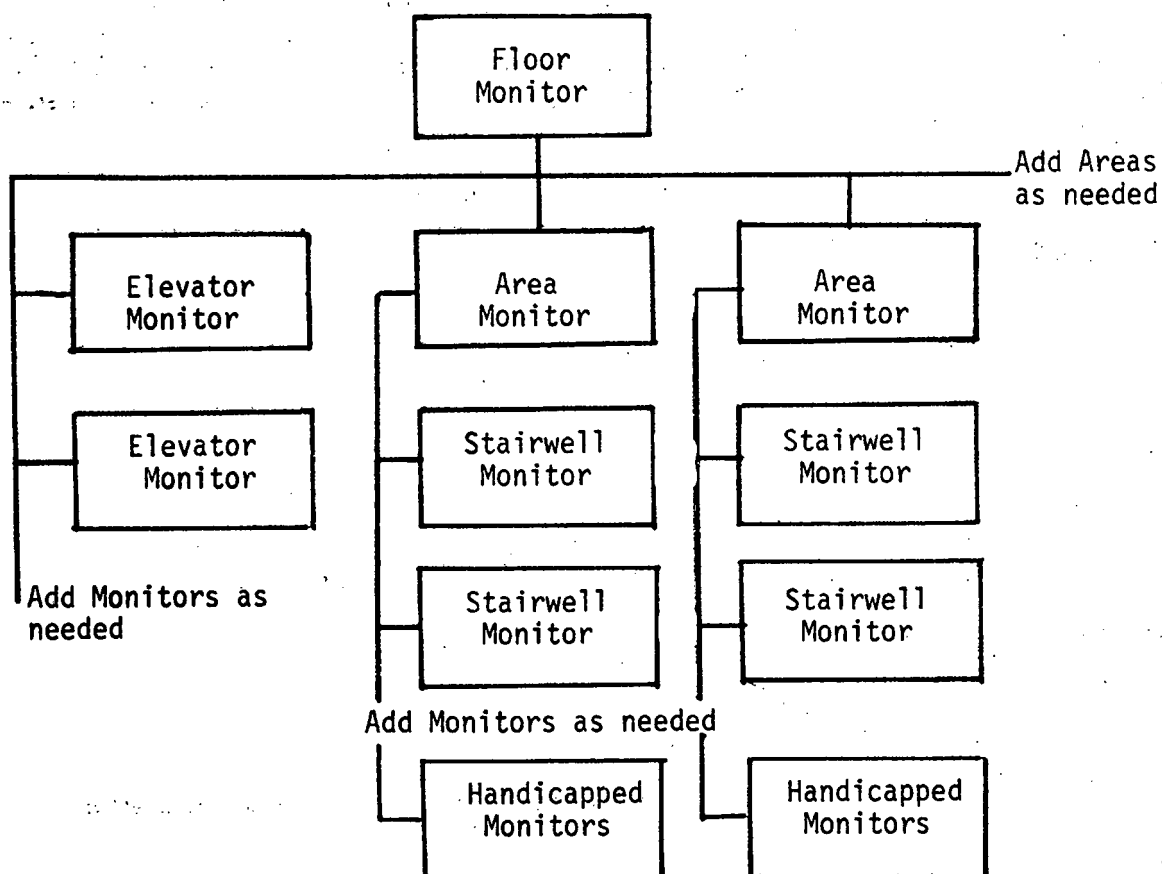 Floor
Monitor
Add Areas
as needed
Elevator
Monitor
Area
Monitor
Area
Monitor
Elevator
Monitor
Stairwell
Monitor
Stairwell
Monitor
Add Monitors as
needed
Stairwell
Monitor
Stairwell
Monitor
Add Monitors as needed
Handicapped
Monitors
Handicapped
Monitors